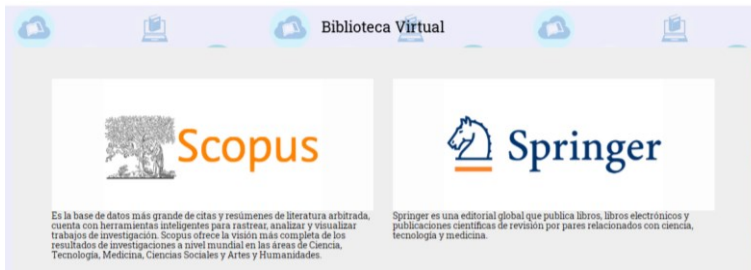 Biblioteca Virtual
Scopus
Es la base de datos más grande de citas y resúmenes de literatura arbitrada,
cuenta con herramientas inteligentes para rastrear, analizar y visualizar
trabajos de investigación. Scopus ofrece la visión más completa de los
resultados de investigaciones a nivel mundial en las áreas de Ciencia,
Tecnología, Medicina, Ciencias Sociales y Artes y Humanidades.
Springer
Springer es una editorial global que publica libros, libros electrónicos y
publicaciones científicas de revisión por pares relacionados con ciencia,
tecnología y medicina.